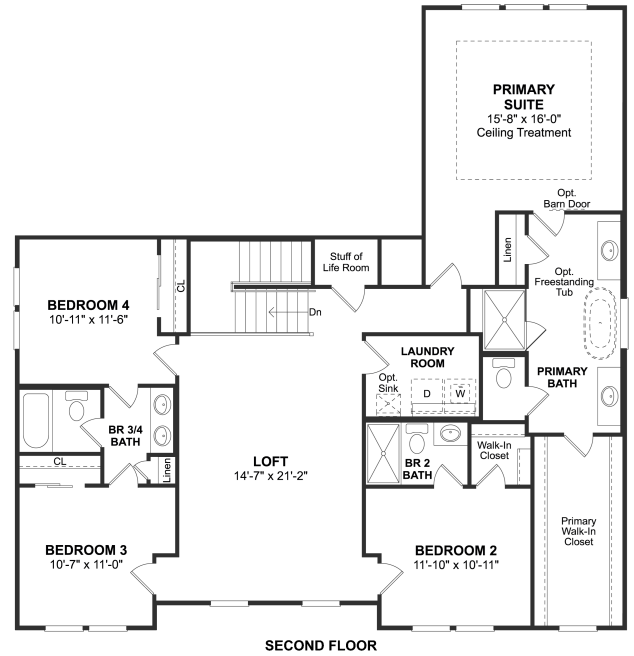 PRIMARY
SUITE
15'-8" x 16'-0"
Ceiling Treatment
Opt.
Barn Door
Linen
Opt.
Freestanding
Tub
Stuff of
Life Room
CL
Dn
BEDROOM 4
10'-11" x 11'-6"
LAUNDRY
ROOM
Opt.
Sink
D
W
PRIMARY
BATH
BR 3/4
BATH
CL
Linen
LOFT
14'-7" x 21'-2"
BR 2
BATH
Walk-In
Closet
Primary
Walk-In
Closet
BEDROOM 3
10'-7" x 11'-0"
BEDROOM 2
11'-10" x 10'-11"
SECOND FLOOR